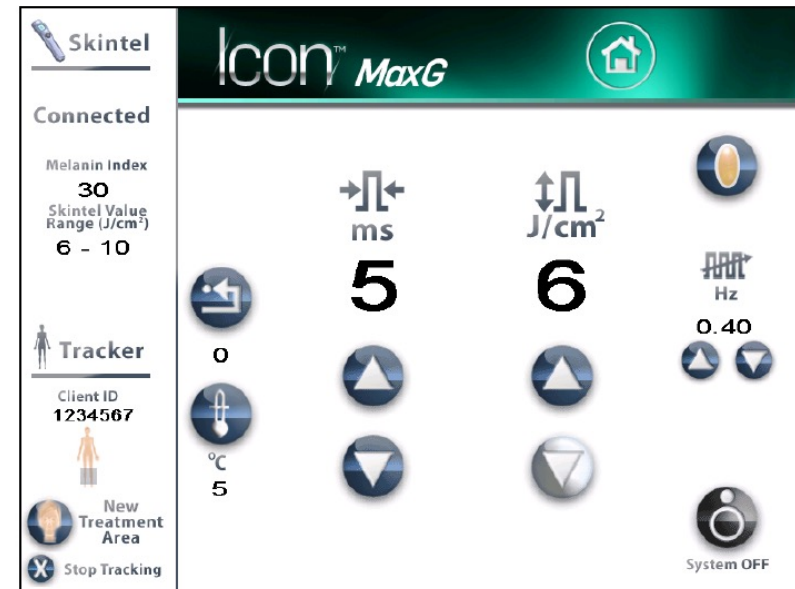 Skintel
Connected
Melanin Index
30
Skintel Value
Range (J/cm²)
6 - 10
Tracker
Client ID
1234567
New
Treatment
Area
X Stop Tracking
Icon™ MaxG
ms
5
J/cm²
6
Hz
0.40
0
°C
5
System OFF